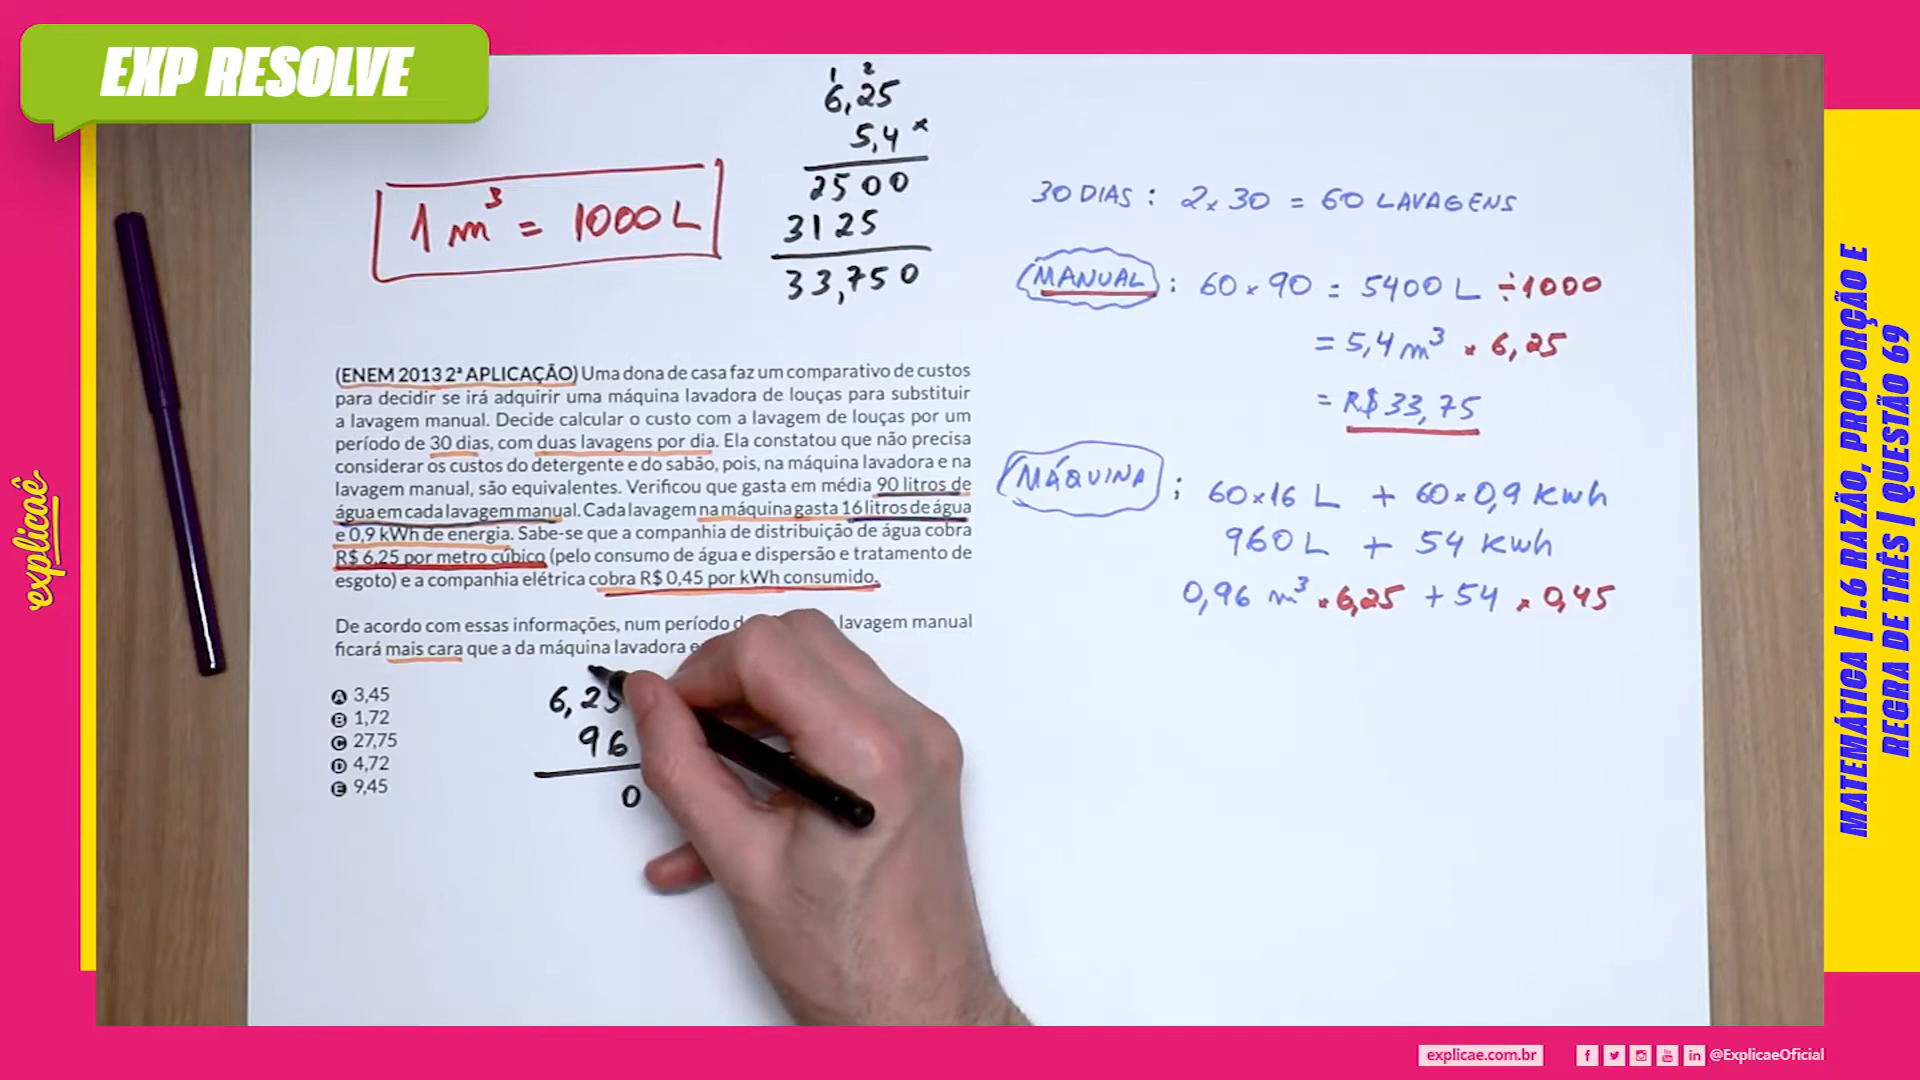 EXP RESOLVE
1 2
6,25
5,4 ×
2500
3125
33,750
1 m³ = 1000 L
30 DIAS : 2 × 30 = 60 LAVAGENS
MANUAL : 60 × 90 = 5400 L ÷1000
= 5,4 m³ × 6,25
= R$ 33,75
MÁQUINA : 60×16 L + 60×0,9 KWh
960 L + 54 KWh
0,96 m³ × 6,25 + 54 × 0,45
(ENEM 2013 2ª APLICAÇÃO) Uma dona de casa faz um comparativo de custos
para decidir se irá adquirir uma máquina lavadora de louças para substituir
a lavagem manual. Decide calcular o custo com a lavagem de louças por um
período de 30 dias, com duas lavagens por dia. Ela constatou que não precisa
considerar os custos do detergente e do sabão, pois, na máquina lavadora e na
lavagem manual, são equivalentes. Verificou que gasta em média 90 litros de
água em cada lavagem manual. Cada lavagem na máquina gasta 16 litros de água
e 0,9 kWh de energia. Sabe-se que a companhia de distribuição de água cobra
R$ 6,25 por metro cúbico (pelo consumo de água e dispersão e tratamento de
esgoto) e a companhia elétrica cobra R$ 0,45 por kWh consumido.
De acordo com essas informações, num período lavagem manual
ficará mais cara que a da máquina lavadora
A 3,45
B 1,72
C 27,75
D 4,72
E 9,45
6,25
96
0
explicaê
MATEMÁTICA | 1.6 RAZÃO, PROPORÇÃO E
REGRA DE TRÊS | QUESTÃO 69
explicae.com.br
@ExplicaeOficial